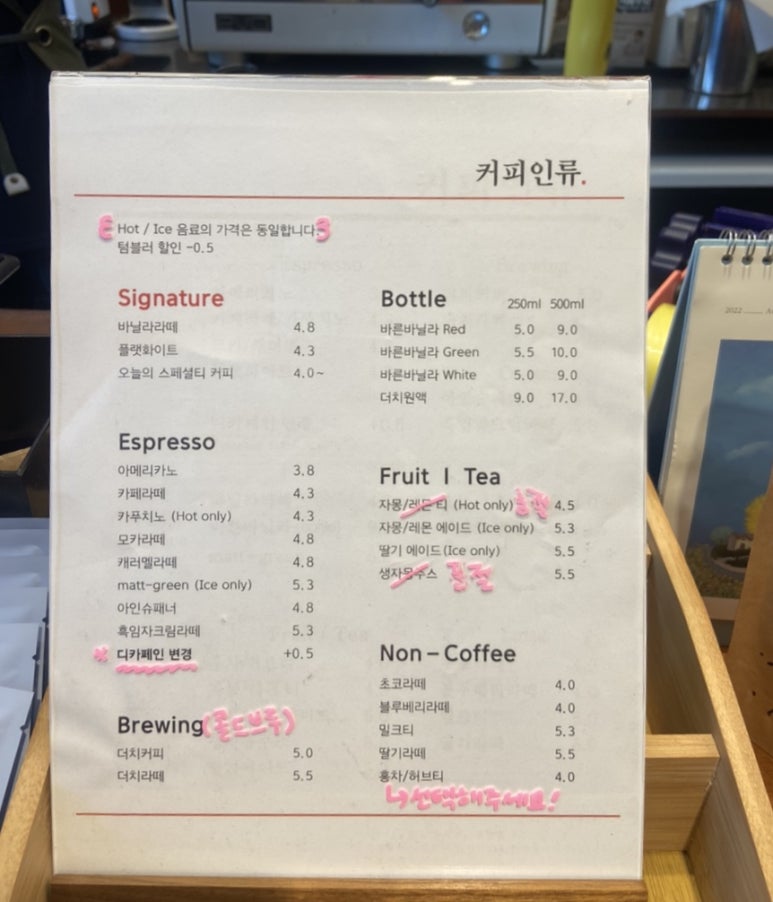 커피인류.
Hot / Ice 음료의 가격은 동일합니다.
텀블러 할인 -0.5
Signature
바닐라라떼 4.8
플랫화이트 4.3
오늘의 스페셜티 커피 4.0~
Espresso
아메리카노 3.8
카페라떼 4.3
카푸치노 (Hot only) 4.3
모카라떼 4.8
캐러멜라떼 4.8
matt-green (Ice only) 5.3
아인슈패너 4.8
흑임자크림라떼 5.3
디카페인 변경 +0.5
Brewing (콜드브루)
더치커피 5.0
더치라떼 5.5
Bottle 250ml 500ml
바른바닐라 Red 5.0 9.0
바른바닐라 Green 5.5 10.0
바른바닐라 White 5.0 9.0
더치원액 9.0 17.0
Fruit | Tea
자몽/레몬 티 (Hot only) 품절 4.5
자몽/레몬 에이드 (Ice only) 5.3
딸기 에이드 (Ice only) 5.5
생자몽주스 품절 5.5
Non-Coffee
초코라떼 4.0
블루베리라떼 4.0
밀크티 5.3
딸기라떼 5.5
홍차/허브티 4.0
↳선택해주세요!
2022